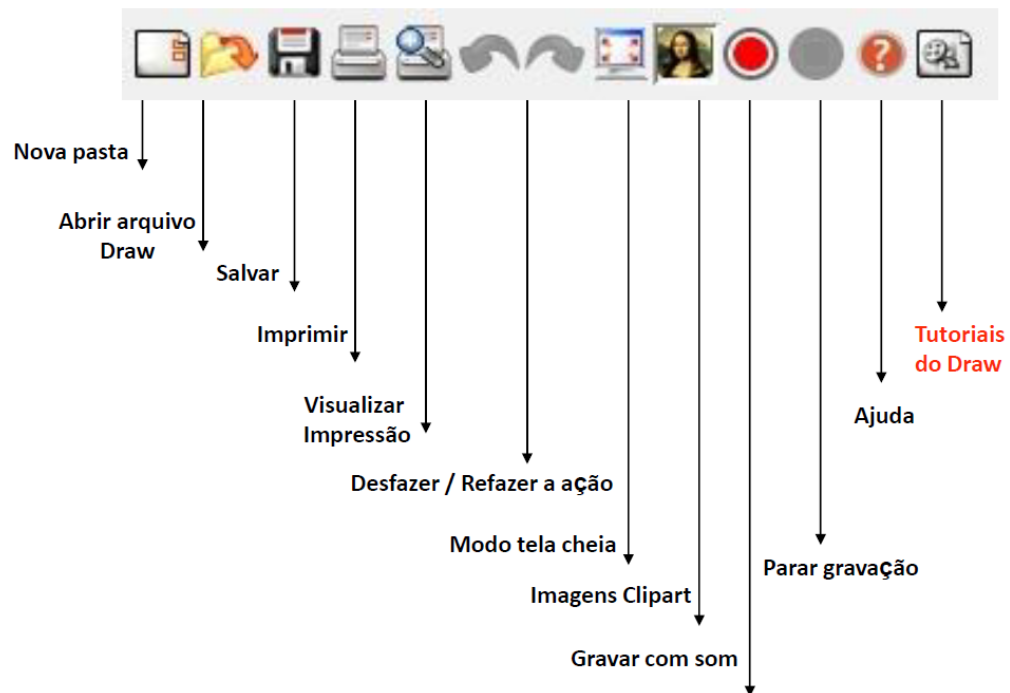 Nova pasta
Abrir arquivo
Draw
Salvar
Imprimir
Visualizar
Impressão
Desfazer / Refazer a ação
Modo tela cheia
Imagens Clipart
Gravar com som
Parar gravação
Ajuda
Tutoriais
do Draw